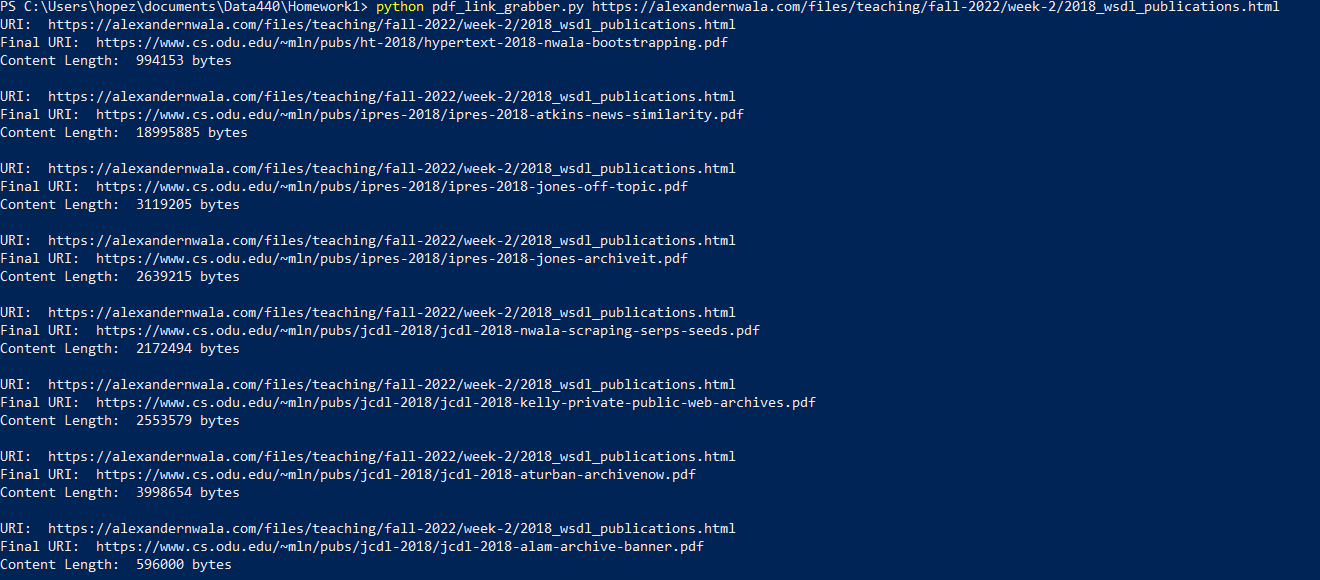 PS C:\Users\hopez\documents\Data440\Homework1> python pdf_link_grabber.py https://alexandernwala.com/files/teaching/fall-2022/week-2/2018_wsdl_publications.html
URI:  https://alexandernwala.com/files/teaching/fall-2022/week-2/2018_wsdl_publications.html
Final URI:  https://www.cs.odu.edu/~mln/pubs/ht-2018/hypertext-2018-nwala-bootstrapping.pdf
Content Length:  994153 bytes

URI:  https://alexandernwala.com/files/teaching/fall-2022/week-2/2018_wsdl_publications.html
Final URI:  https://www.cs.odu.edu/~mln/pubs/ipres-2018/ipres-2018-atkins-news-similarity.pdf
Content Length:  18995885 bytes

URI:  https://alexandernwala.com/files/teaching/fall-2022/week-2/2018_wsdl_publications.html
Final URI:  https://www.cs.odu.edu/~mln/pubs/ipres-2018/ipres-2018-jones-off-topic.pdf
Content Length:  3119205 bytes

URI:  https://alexandernwala.com/files/teaching/fall-2022/week-2/2018_wsdl_publications.html
Final URI:  https://www.cs.odu.edu/~mln/pubs/ipres-2018/ipres-2018-jones-archiveit.pdf
Content Length:  2639215 bytes

URI:  https://alexandernwala.com/files/teaching/fall-2022/week-2/2018_wsdl_publications.html
Final URI:  https://www.cs.odu.edu/~mln/pubs/jcdl-2018/jcdl-2018-nwala-scraping-serps-seeds.pdf
Content Length:  2172494 bytes

URI:  https://alexandernwala.com/files/teaching/fall-2022/week-2/2018_wsdl_publications.html
Final URI:  https://www.cs.odu.edu/~mln/pubs/jcdl-2018/jcdl-2018-kelly-private-public-web-archives.pdf
Content Length:  2553579 bytes

URI:  https://alexandernwala.com/files/teaching/fall-2022/week-2/2018_wsdl_publications.html
Final URI:  https://www.cs.odu.edu/~mln/pubs/jcdl-2018/jcdl-2018-aturban-archivenow.pdf
Content Length:  3998654 bytes

URI:  https://alexandernwala.com/files/teaching/fall-2022/week-2/2018_wsdl_publications.html
Final URI:  https://www.cs.odu.edu/~mln/pubs/jcdl-2018/jcdl-2018-alam-archive-banner.pdf
Content Length:  596000 bytes